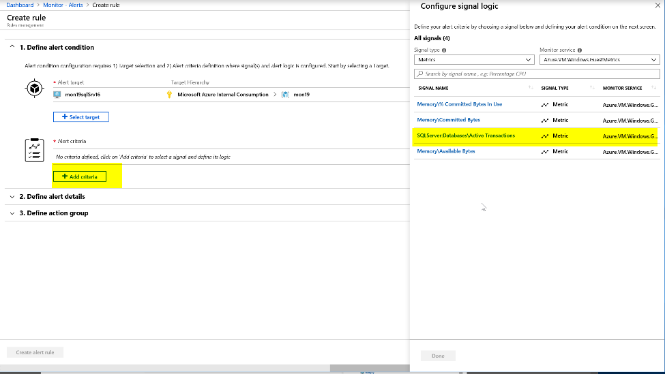 Dashboard > Monitor - Alerts > Create rule
Create rule
Rules management
1. Define alert condition
Alert condition configuration requires 1) Target selection and 2) Alert criteria definition where signal(s) and alert logic is configured. Start by selecting a Target.
* Alert target
Target Hierarchy
Microsoft Azure Internal Consumption > mon19
+ Select target
* Alert criteria
No criteria defined, click on 'Add criteria' to select a signal and define its logic
+ Add criteria
2. Define alert details
3. Define action group
Create alert rule
Configure signal logic
Define your alert criteria by choosing a signal below and defining your alert condition on the next screen.
All signals (4)
Signal type
Monitor service
Metrics
Azure.VM.Windows.GuestMetrics
Search by signal name , e.g: Percentage CPU
SIGNAL NAME
SIGNAL TYPE
MONITOR SERVICE
Memory\% Committed Bytes In Use
Metric
Azure.VM.Windows.G...
Memory\Committed Bytes
Metric
Azure.VM.Windows.G...
SQLServer:Databases\Active Transactions
Metric
Azure.VM.Windows.G...
Memory\Available Bytes
Metric
Azure.VM.Windows.G...
Done